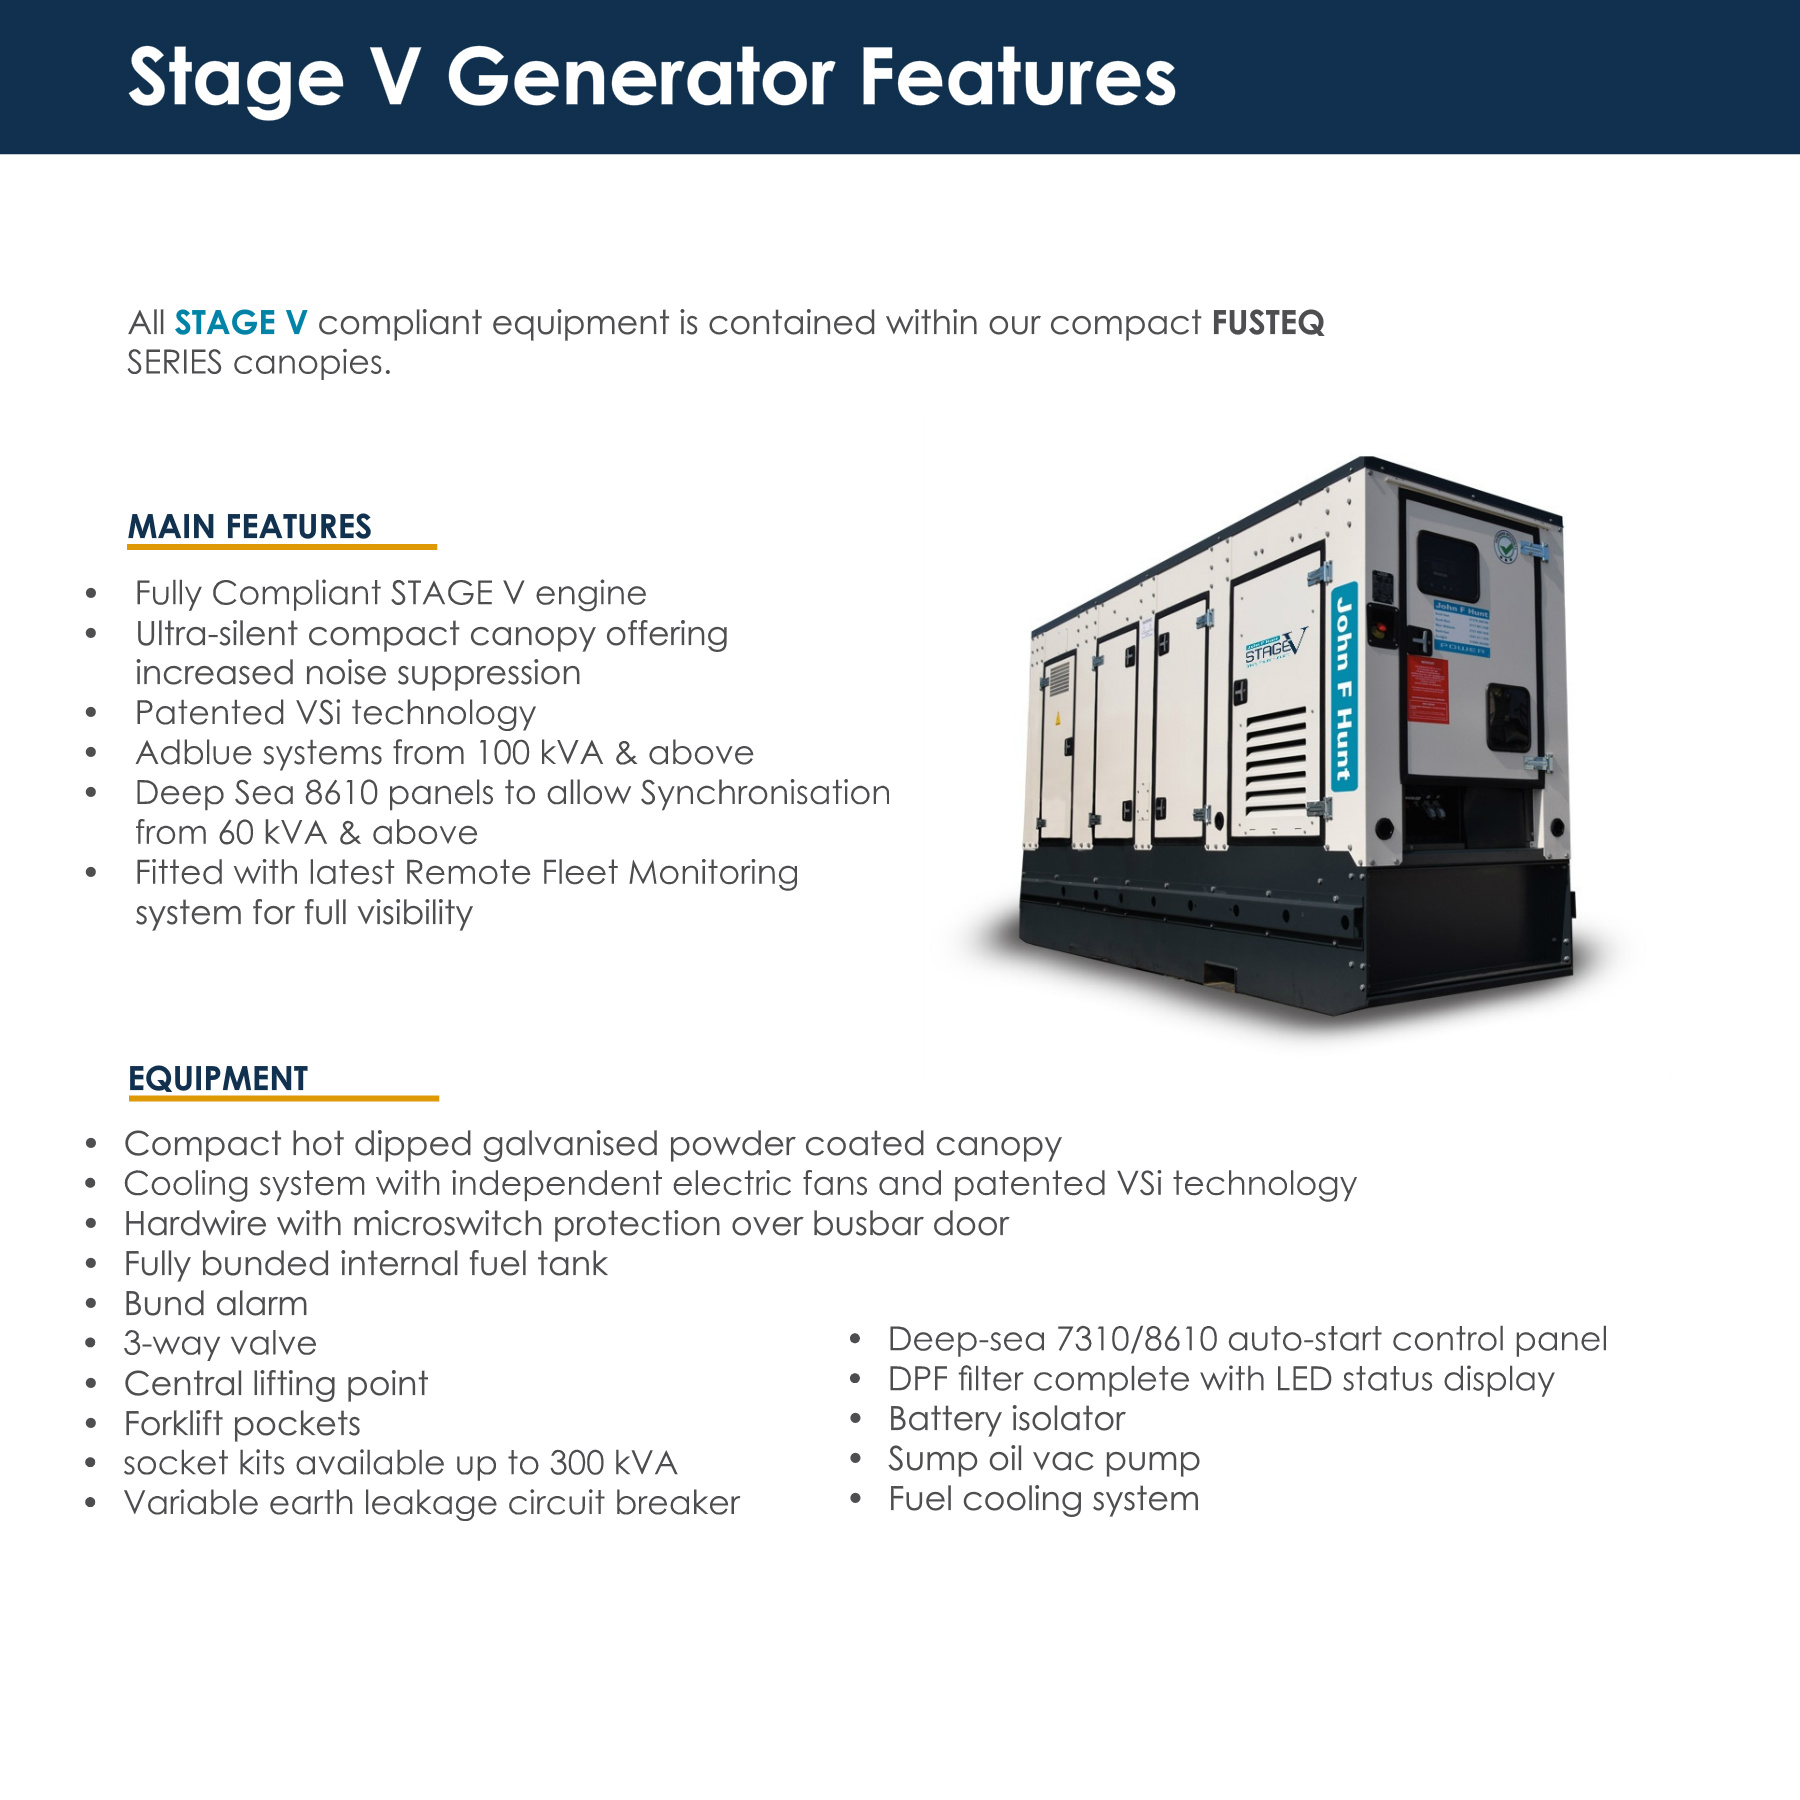 Stage V Generator Features
All STAGE V compliant equipment is contained within our compact FUSTEQ
SERIES canopies.
MAIN FEATURES
• Fully Compliant STAGE V engine
• Ultra-silent compact canopy offering
increased noise suppression
• Patented VSi technology
• Adblue systems from 100 kVA & above
• Deep Sea 8610 panels to allow Synchronisation
from 60 kVA & above
• Fitted with latest Remote Fleet Monitoring
system for full visibility
John F Hunt
STAGE V
John F Hunt
John F Hunt
POWER
EQUIPMENT
• Compact hot dipped galvanised powder coated canopy
• Cooling system with independent electric fans and patented VSi technology
• Hardwire with microswitch protection over busbar door
• Fully bunded internal fuel tank
• Bund alarm
• 3-way valve
• Central lifting point
• Forklift pockets
• socket kits available up to 300 kVA
• Variable earth leakage circuit breaker
• Deep-sea 7310/8610 auto-start control panel
• DPF filter complete with LED status display
• Battery isolator
• Sump oil vac pump
• Fuel cooling system